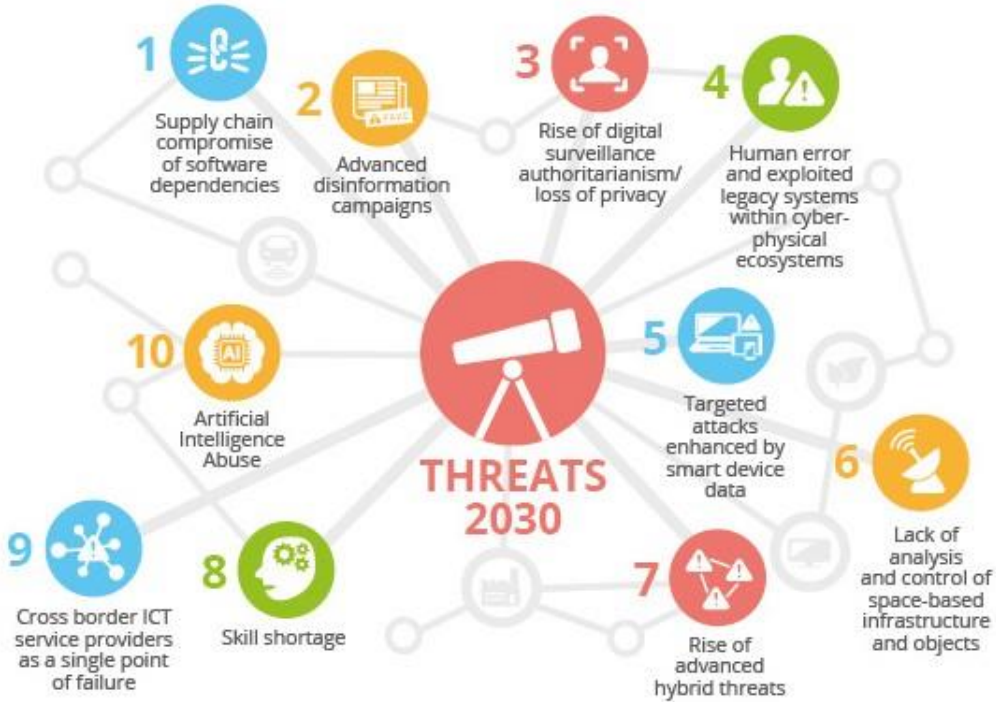 1
Supply chain
compromise
of software
dependencies
2
FAKE
Advanced
disinformation
campaigns
3
Rise of digital
surveillance
authoritarianism/
loss of privacy
4
Human error
and exploited
legacy systems
within cyber-
physical
ecosystems
5
Targeted
attacks
enhanced by
smart device
data
6
Lack of
analysis
and control of
space-based
infrastructure
and objects
7
Rise of
advanced
hybrid threats
8
Skill shortage
9
Cross border ICT
service providers
as a single point
of failure
10
AI
Artificial
Intelligence
Abuse
THREATS
2030